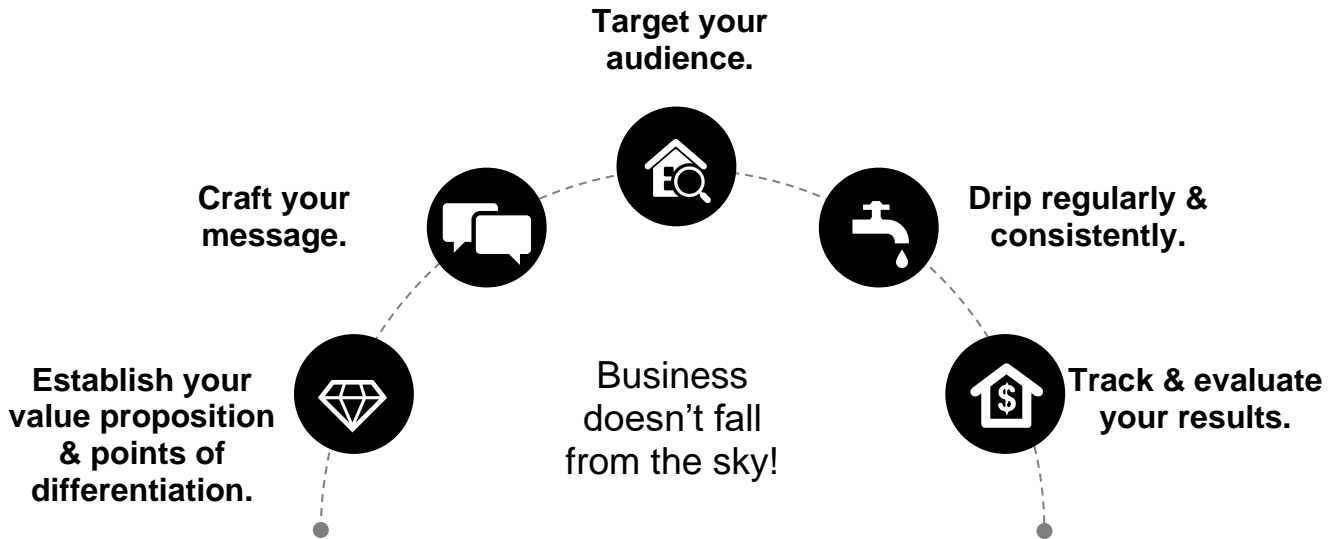 Target your
audience.
Craft your
message.
Drip regularly &
consistently.
Establish your
value proposition
& points of
differentiation.
Business
doesn’t fall
from the sky!
Track & evaluate
your results.
$